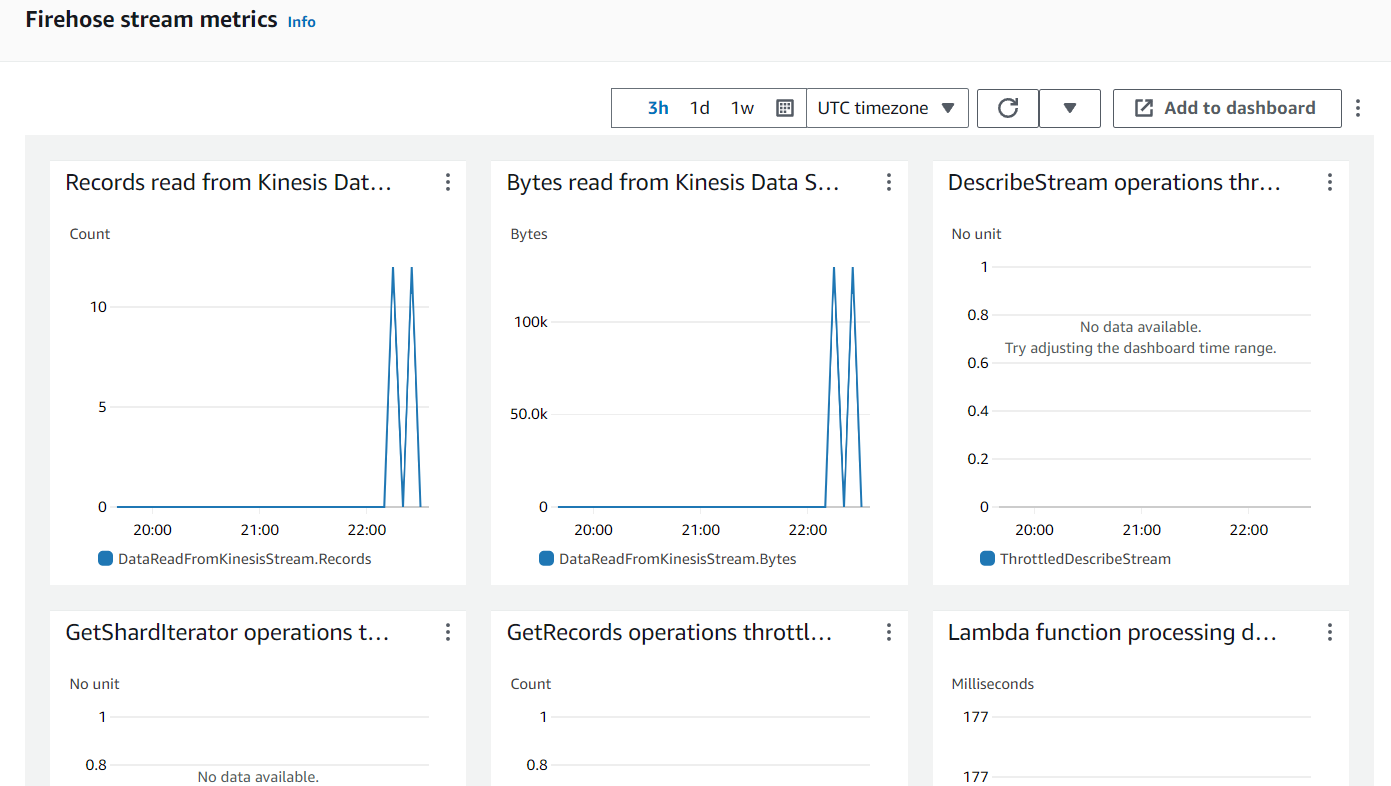 Firehose stream metrics Info
3h 1d 1w UTC timezone Add to dashboard
Records read from Kinesis Dat...
Count
10
5
0
20:00 21:00 22:00
DataReadFromKinesisStream.Records
Bytes read from Kinesis Data S...
Bytes
100k
50.0k
0
20:00 21:00 22:00
DataReadFromKinesisStream.Bytes
DescribeStream operations thr...
No unit
1
0.8
No data available.
Try adjusting the dashboard time range.
0.6
0.4
0.2
0
20:00 21:00 22:00
ThrottledDescribeStream
GetShardIterator operations t...
No unit
1
0.8
No data available.
GetRecords operations throttl...
Count
1
0.8
Lambda function processing d...
Milliseconds
177
177